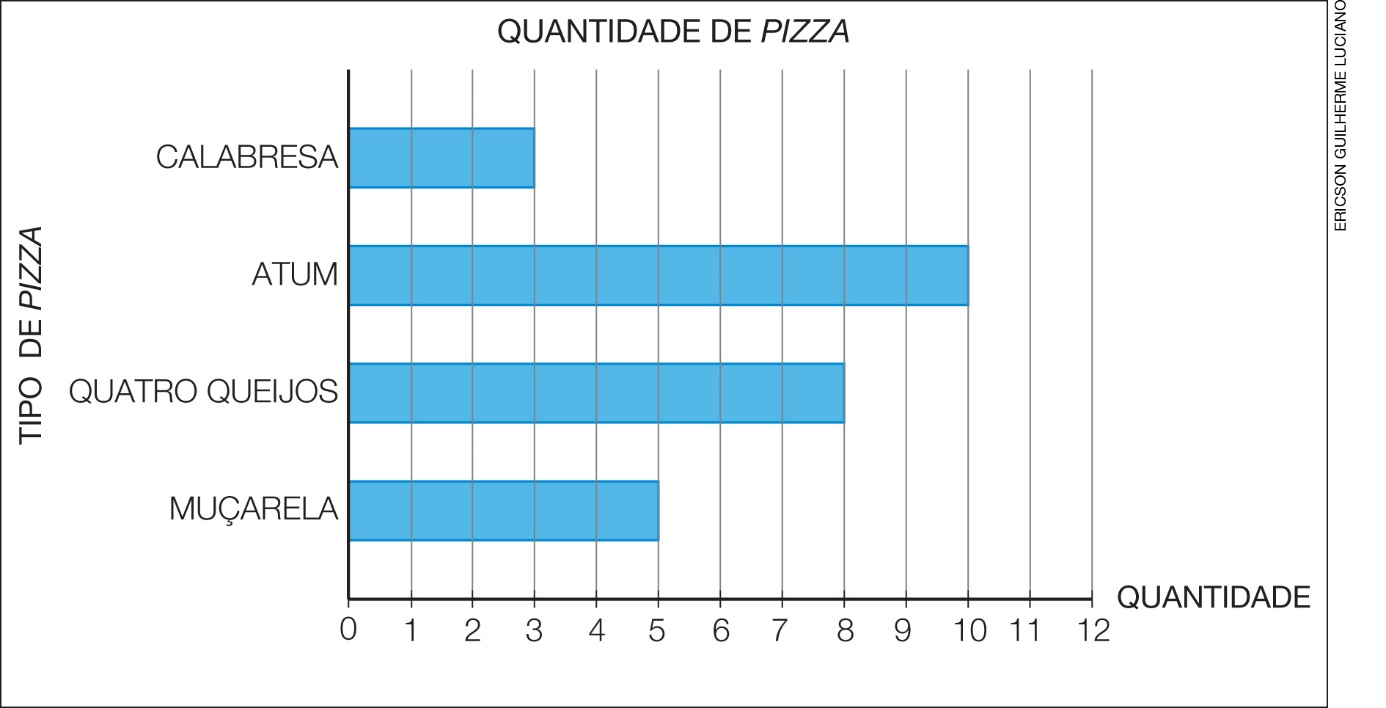 QUANTIDADE DE PIZZA
ERICSON GUILHERME LUCIANO
TIPO DE PIZZA
CALABRESA
ATUM
QUATRO QUEIJOS
MUÇARELA
QUANTIDADE
0 1 2 3 4 5 6 7 8 9 10 11 12